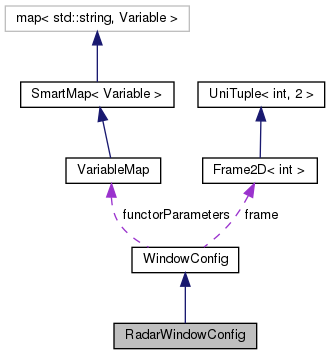 map< std::string, Variable >
SmartMap< Variable >
UniTuple< int, 2 >
VariableMap
Frame2D< int >
functorParameters
frame
WindowConfig
RadarWindowConfig